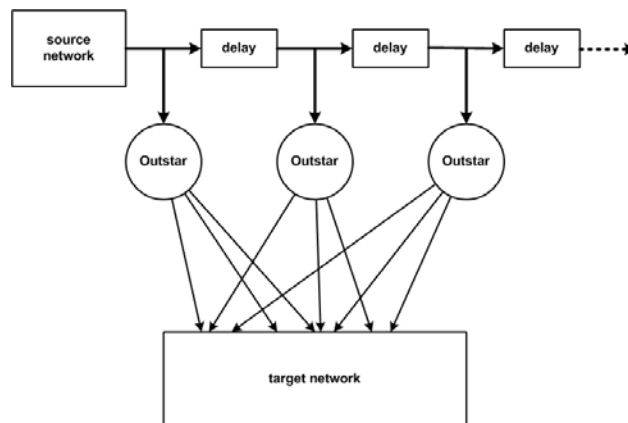 source
network
delay
delay
delay
Outstar
Outstar
Outstar
target network